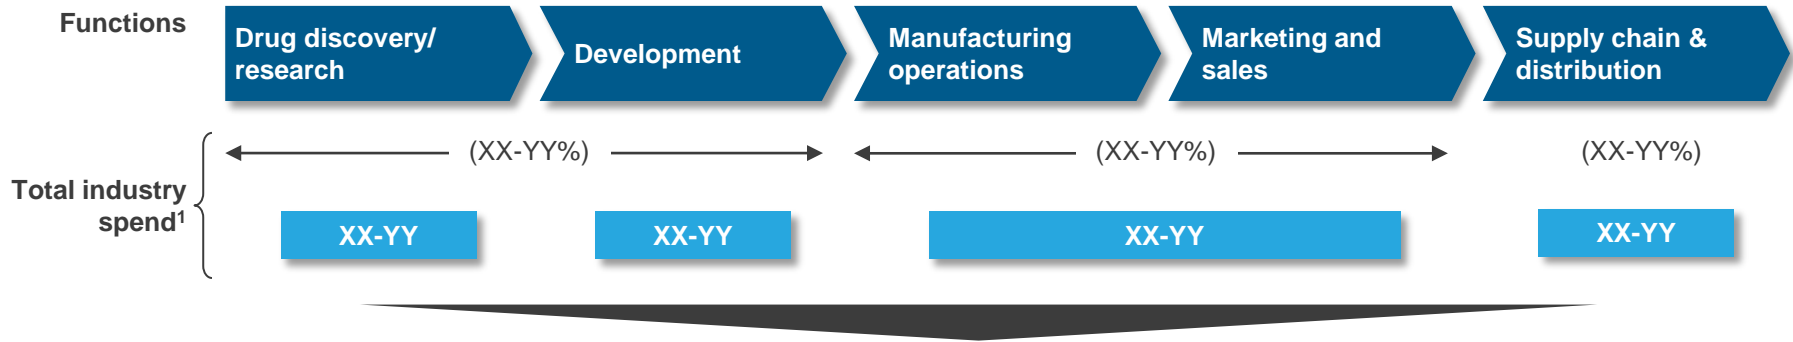 Functions
Drug discovery/
research
Development
Manufacturing
operations
Marketing and
sales
Supply chain &
distribution
Total industry
spend¹
(XX-YY%)
(XX-YY%)
(XX-YY%)
XX-YY
XX-YY
XX-YY
XX-YY